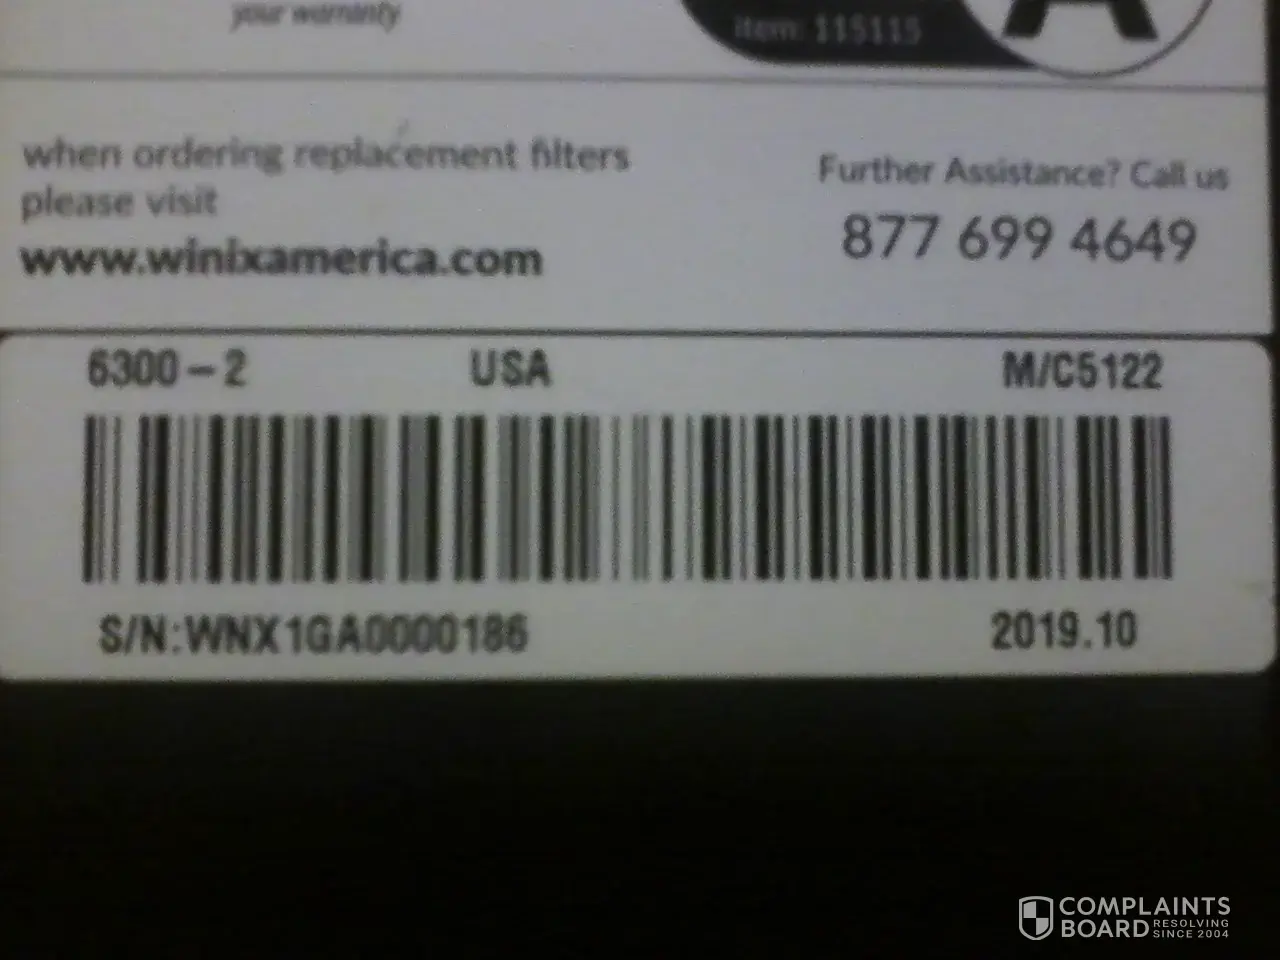 your warranty
item: 115115
A
when ordering replacement filters
please visit
www.winixamerica.com
Further Assistance? Call us
877 699 4649
6300-2 USA M/C5122
S/N:WNX1GA0000186 2019.10
COMPLAINTS
BOARD RESOLVING
SINCE 2004